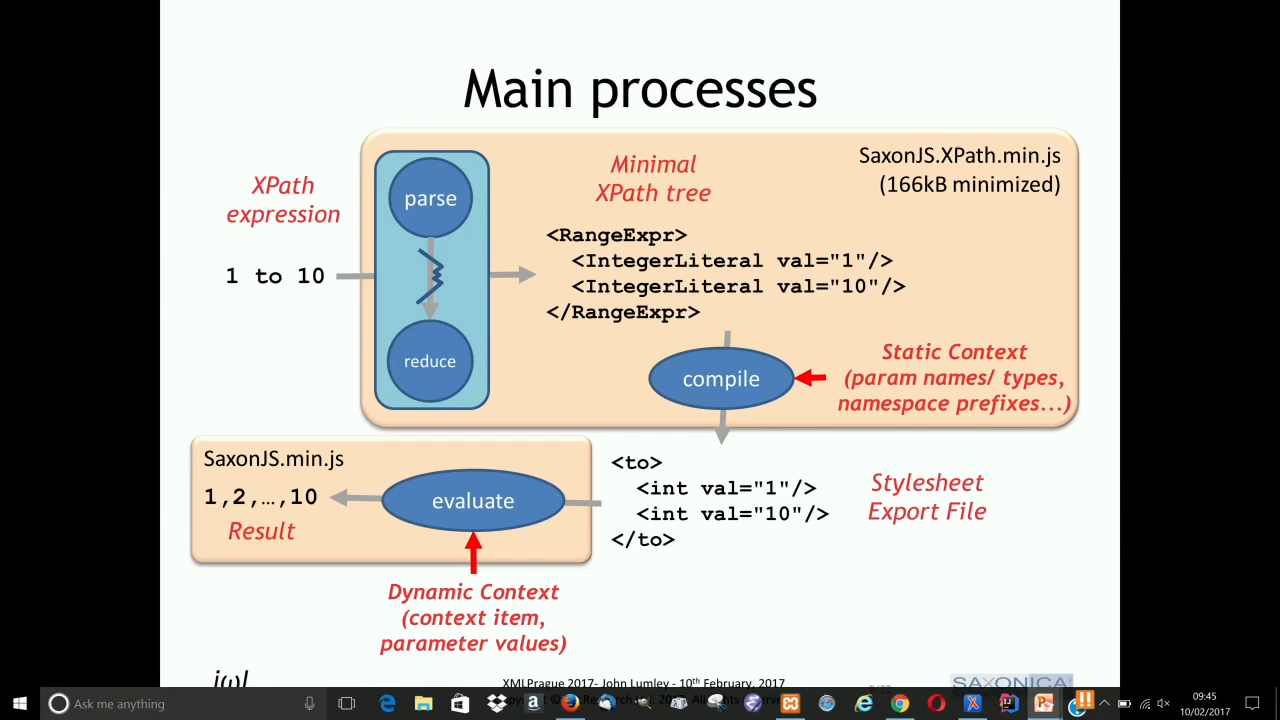 Main processes
SaxonJS.XPath.min.js
(166kB minimized)
XPath
expression
parse
Minimal
XPath tree
1 to 10
<RangeExpr>
  <IntegerLiteral val="1"/>
  <IntegerLiteral val="10"/>
</RangeExpr>
reduce
compile
Static Context
(param names/ types,
namespace prefixes...)
SaxonJS.min.js
1,2,…,10
Result
evaluate
<to>
  <int val="1"/>
  <int val="10"/>
</to>
Stylesheet
Export File
Dynamic Context
(context item,
parameter values)
jωL
XMLPrague 2017- John Lumley - 10th February, 2017
SAXONICA
Ask me anything
09:45
10/02/2017